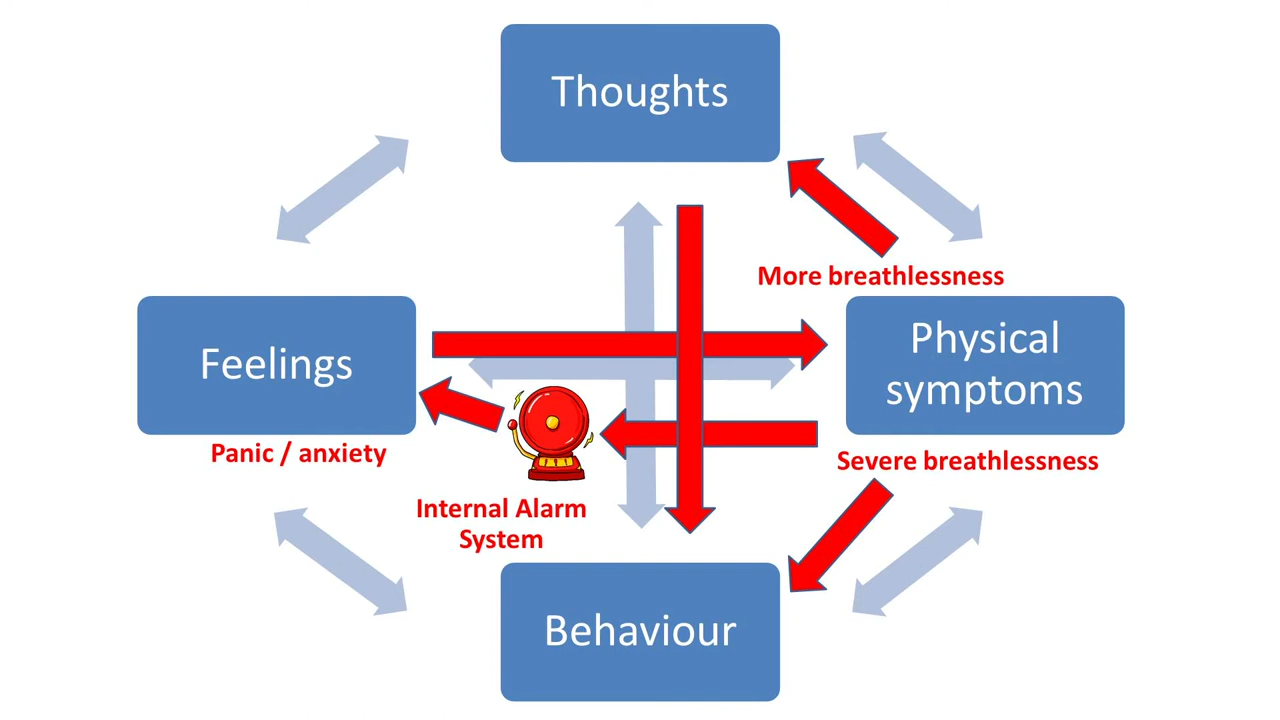 Thoughts
More breathlessness
Feelings
Physical
symptoms
Panic / anxiety
Severe breathlessness
Internal Alarm
System
Behaviour